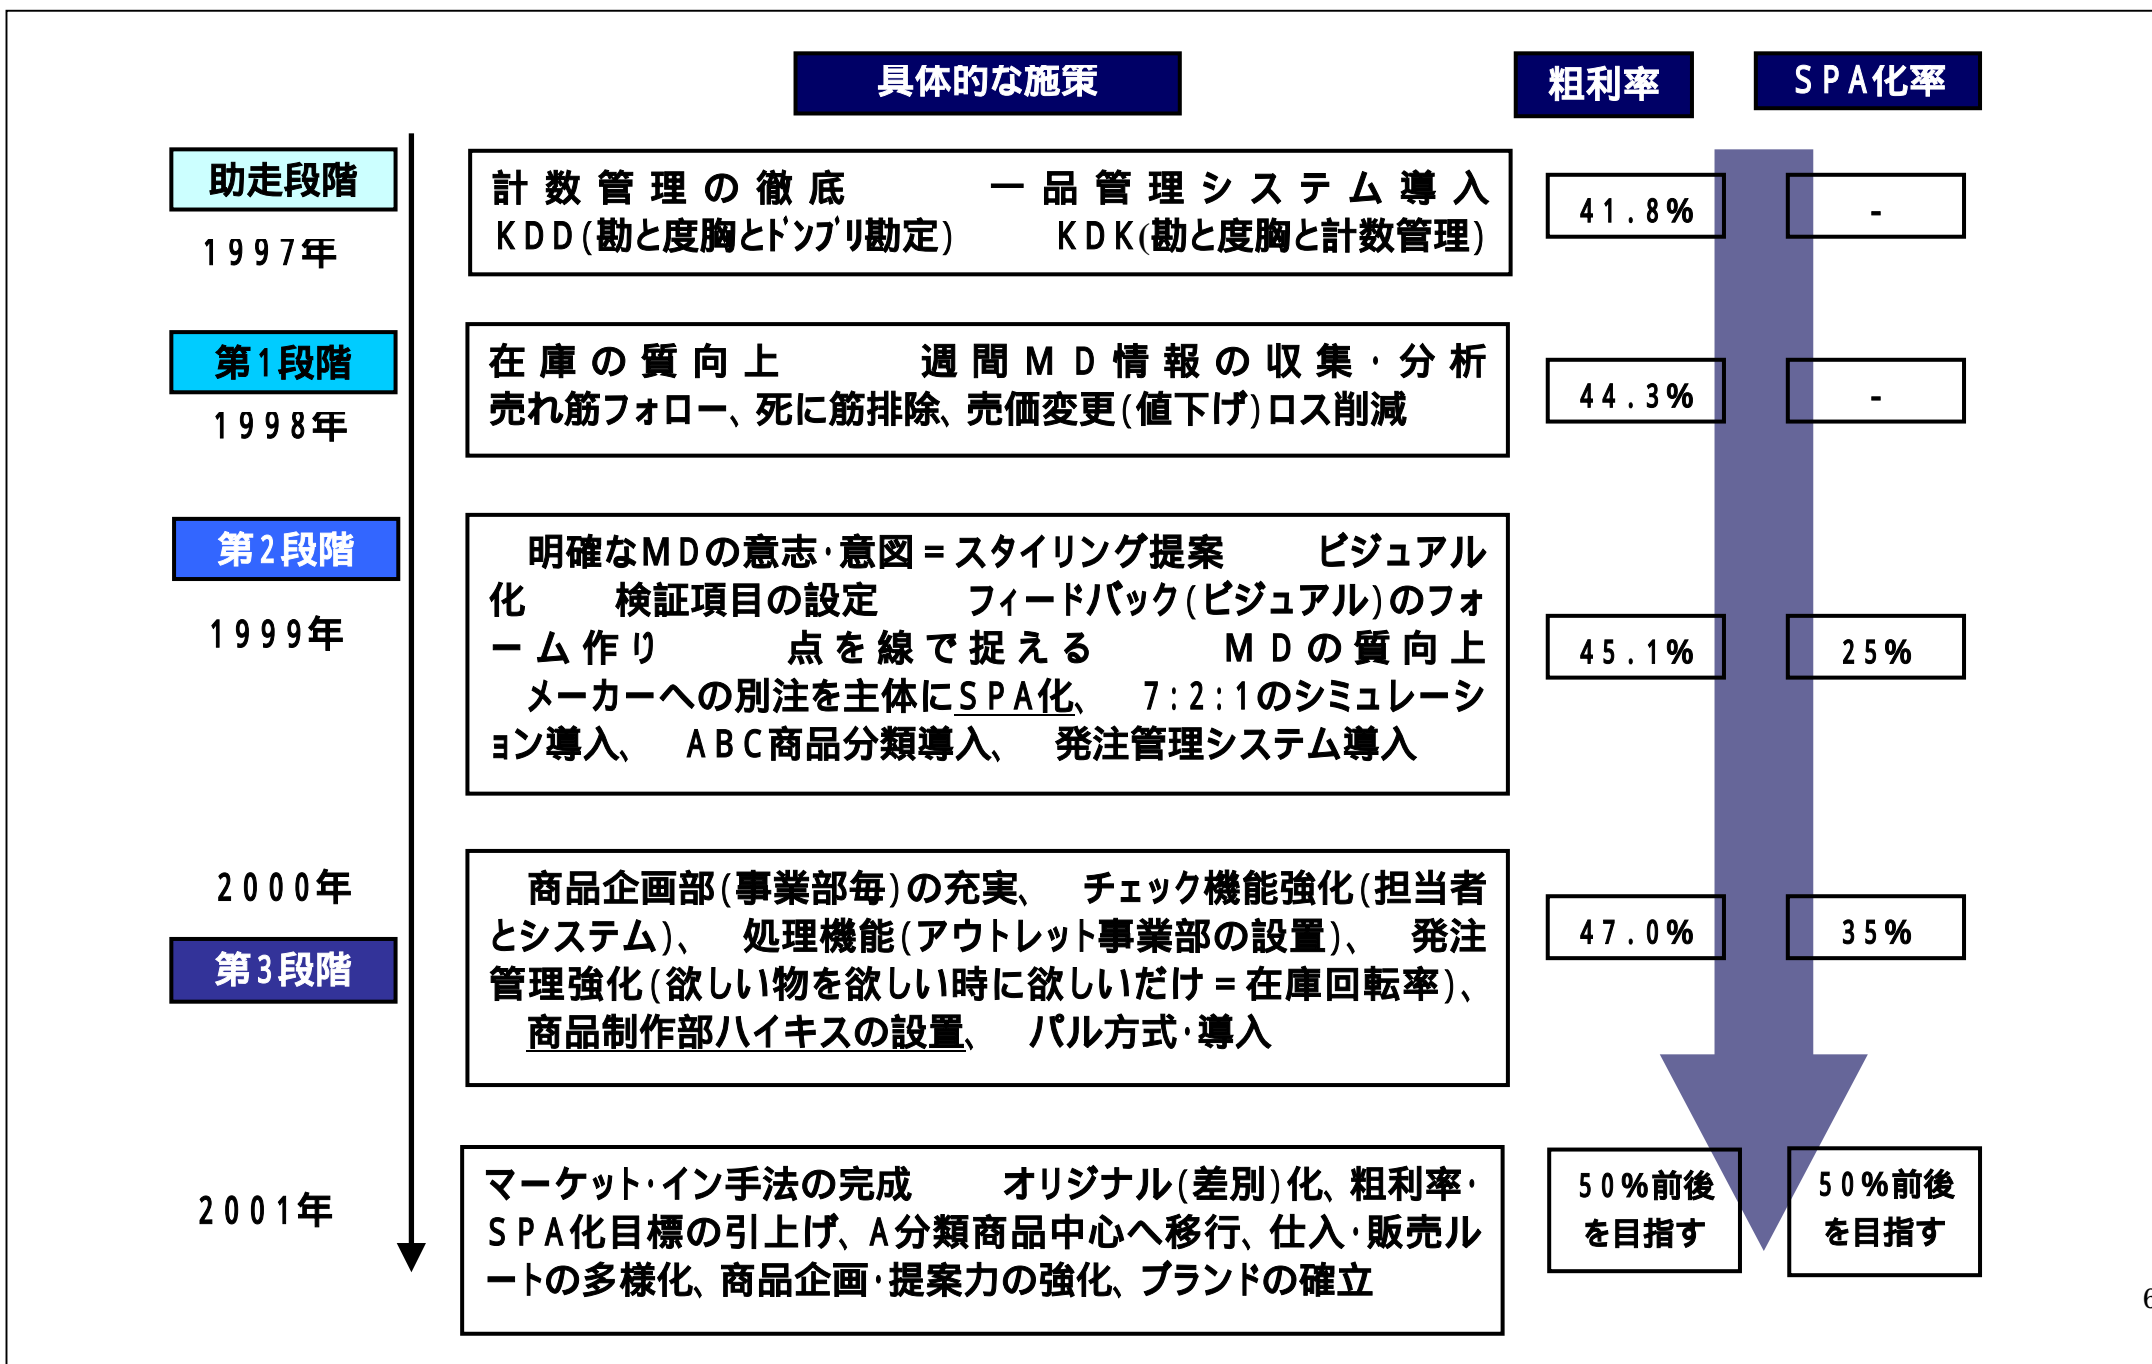 具体的な施策
粗利率
SPA化率
助走段階
1997年
計数管理の徹底　　一品管理システム導入
KDD(勘と度胸とﾄﾞﾝﾌﾞﾘ勘定)　　KDK(勘と度胸と計数管理)
41.8%
-
第1段階
1998年
在庫の質向上　　週間MD情報の収集・分析
売れ筋フォロー、死に筋排除、売価変更(値下げ)ロス削減
44.3%
-
第2段階
1999年
明確なMDの意志・意図=スタイリング提案　　ビジュアル
化　　検証項目の設定　　フィードバック(ビジュアル)のフォ
ーム作り　　点を線で捉える　　MDの質向上
メーカーへの別注を主体にSPA化、　7:2:1のシミュレーシ
ョン導入、　ABC商品分類導入、　発注管理システム導入
45.1%
25%
2000年
第3段階
商品企画部(事業部毎)の充実、　チェック機能強化(担当者
とシステム)、　処理機能(アウトレット事業部の設置)、　発注
管理強化(欲しい物を欲しい時に欲しいだけ=在庫回転率)、
商品制作部ハイキスの設置、　パル方式・導入
47.0%
35%
2001年
マーケット・イン手法の完成　　オリジナル(差別)化、粗利率・
SPA化目標の引上げ、A分類商品中心へ移行、仕入・販売ル
ートの多様化、商品企画・提案力の強化、ブランドの確立
50%前後
を目指す
50%前後
を目指す
6